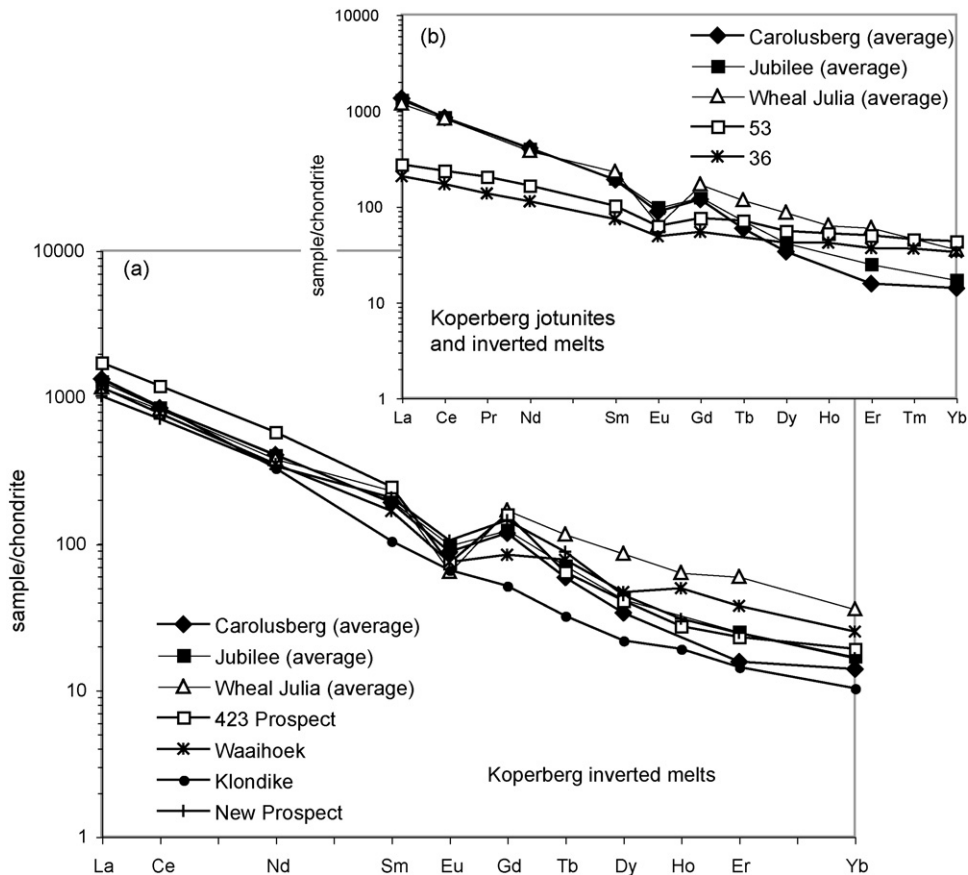 (b)
10000
1000
100
10
1
sample/chondrite
Carolusberg (average)
Jubilee (average)
Wheal Julia (average)
53
36
Koperberg jotunites
and inverted melts
La Ce Pr Nd Sm Eu Gd Tb Dy Ho Er Tm Yb
(a)
10000
1000
100
10
1
sample/chondrite
Carolusberg (average)
Jubilee (average)
Wheal Julia (average)
423 Prospect
Waaihoek
Klondike
New Prospect
Koperberg inverted melts
La Ce Nd Sm Eu Gd Tb Dy Ho Er Yb